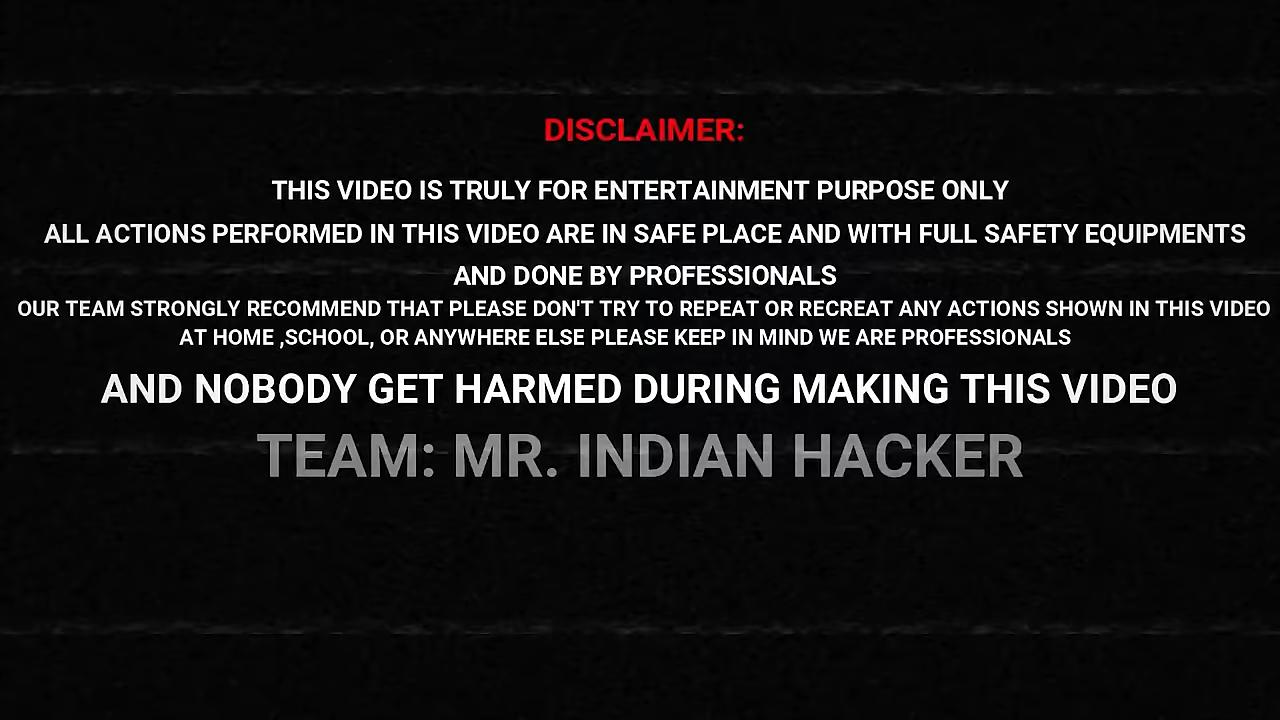 DISCLAIMER:
THIS VIDEO IS TRULY FOR ENTERTAINMENT PURPOSE ONLY
ALL ACTIONS PERFORMED IN THIS VIDEO ARE IN SAFE PLACE AND WITH FULL SAFETY EQUIPMENTS
AND DONE BY PROFESSIONALS
OUR TEAM STRONGLY RECOMMEND THAT PLEASE DON'T TRY TO REPEAT OR RECREAT ANY ACTIONS SHOWN IN THIS VIDEO
AT HOME ,SCHOOL, OR ANYWHERE ELSE PLEASE KEEP IN MIND WE ARE PROFESSIONALS
AND NOBODY GET HARMED DURING MAKING THIS VIDEO
TEAM: MR. INDIAN HACKER